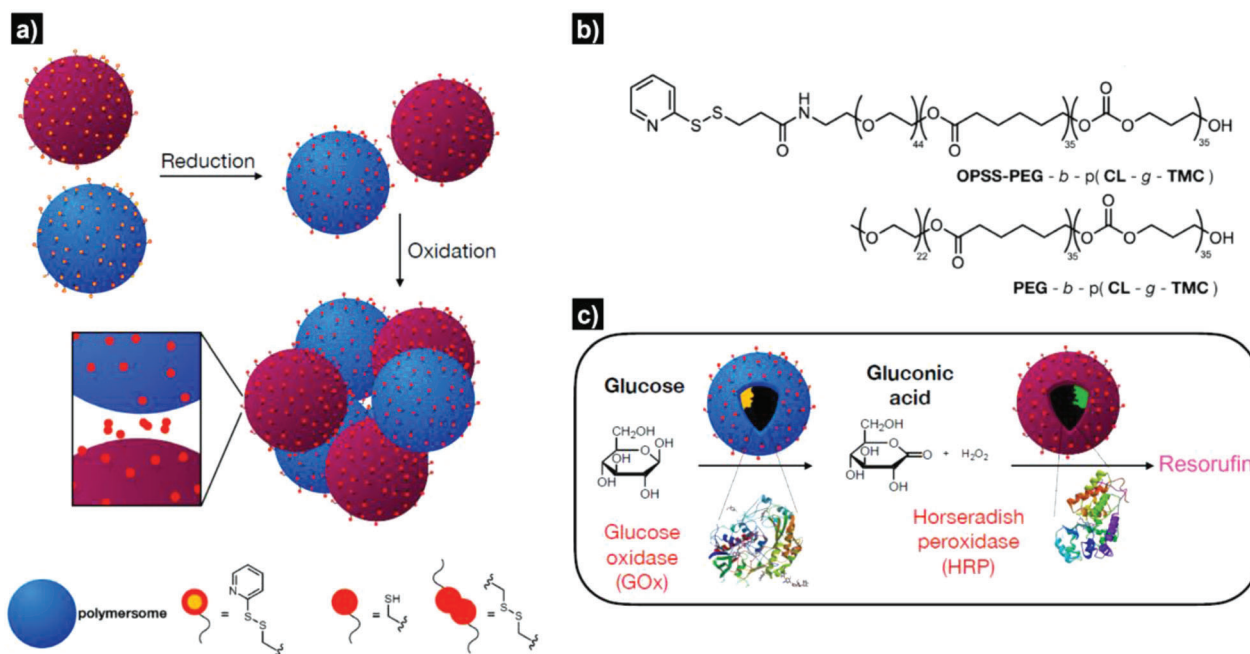 a)
Reduction
Oxidation
polymersome
=
N
S
S
=
SH
=
S
S
b)
N
S
S
O
H
N
O
44
O
O
35
O
O
O
35
OH
OPSS-PEG - b - p( CL - g - TMC )
O
22
O
O
35
O
O
O
35
OH
PEG - b - p( CL - g - TMC )
c)
Glucose
CH₂OH
O
OH
OH
OH
OH
Glucose
oxidase
(GOx)
Gluconic
acid
CH₂OH
O
OH
OH
OH
O
+ H₂O₂
Horseradish
peroxidase
(HRP)
Resorufin